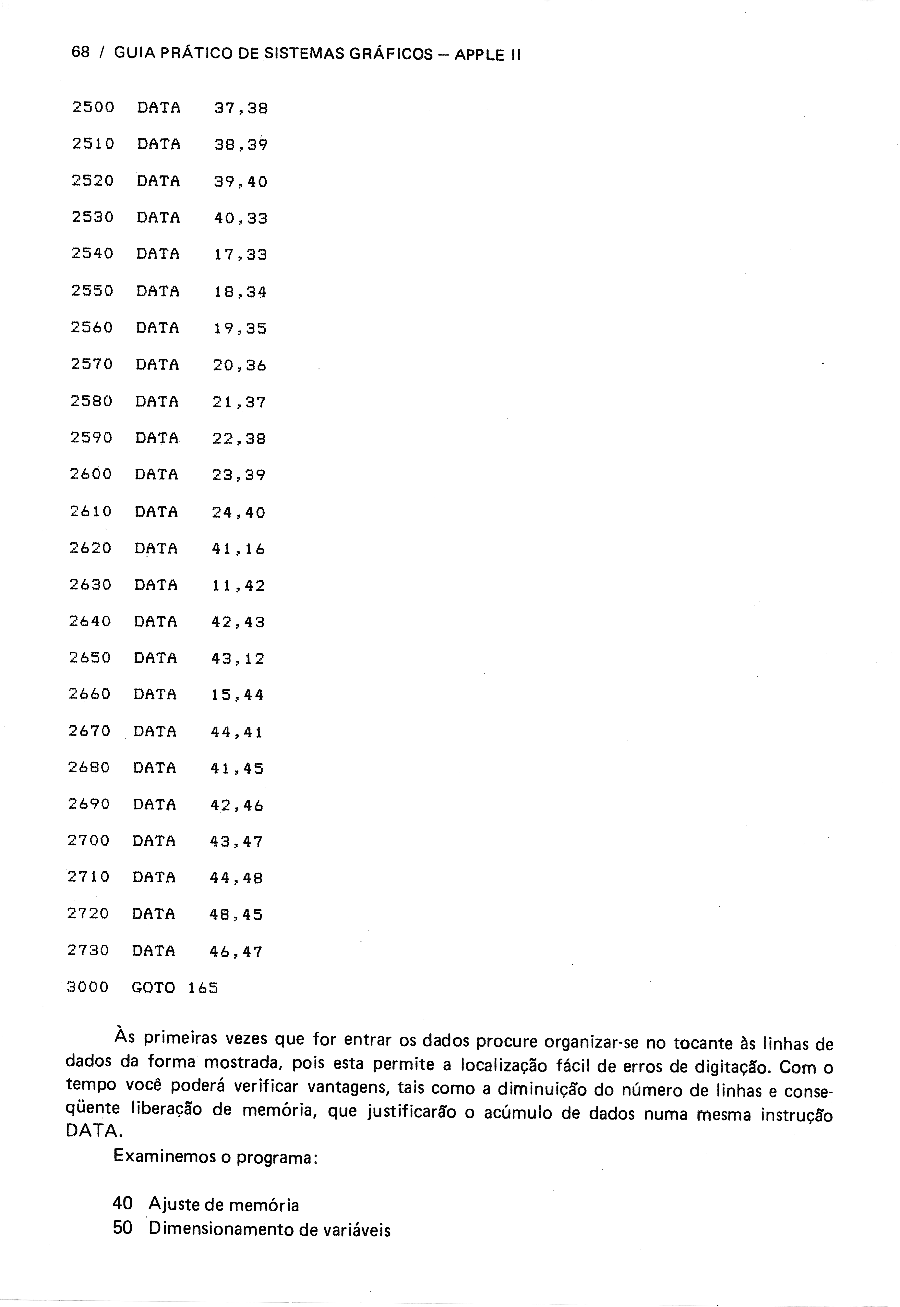 68 / GUIA PRÁTICO DE SISTEMAS GRÁFICOS – APPLE II
2500 DATA 37,38
2510 DATA 38,39
2520 DATA 39,40
2530 DATA 40,33
2540 DATA 17,33
2550 DATA 18,34
2560 DATA 19,35
2570 DATA 20,36
2580 DATA 21,37
2590 DATA 22,38
2600 DATA 23,39
2610 DATA 24,40
2620 DATA 41,16
2630 DATA 11,42
2640 DATA 42,43
2650 DATA 43,12
2660 DATA 15,44
2670 DATA 44,41
2680 DATA 41,45
2690 DATA 42,46
2700 DATA 43,47
2710 DATA 44,48
2720 DATA 48,45
2730 DATA 46,47
3000 GOTO 165
Às primeiras vezes que for entrar os dados procure organizar-se no tocante às linhas de
dados da forma mostrada, pois esta permite a localização fácil de erros de digitação. Com o
tempo você poderá verificar vantagens, tais como a diminuição do número de linhas e conse-
qüente liberação de memória, que justificarão o acúmulo de dados numa mesma instrução
DATA.
Examinemos o programa:
40 Ajuste de memória
50 Dimensionamento de variáveis